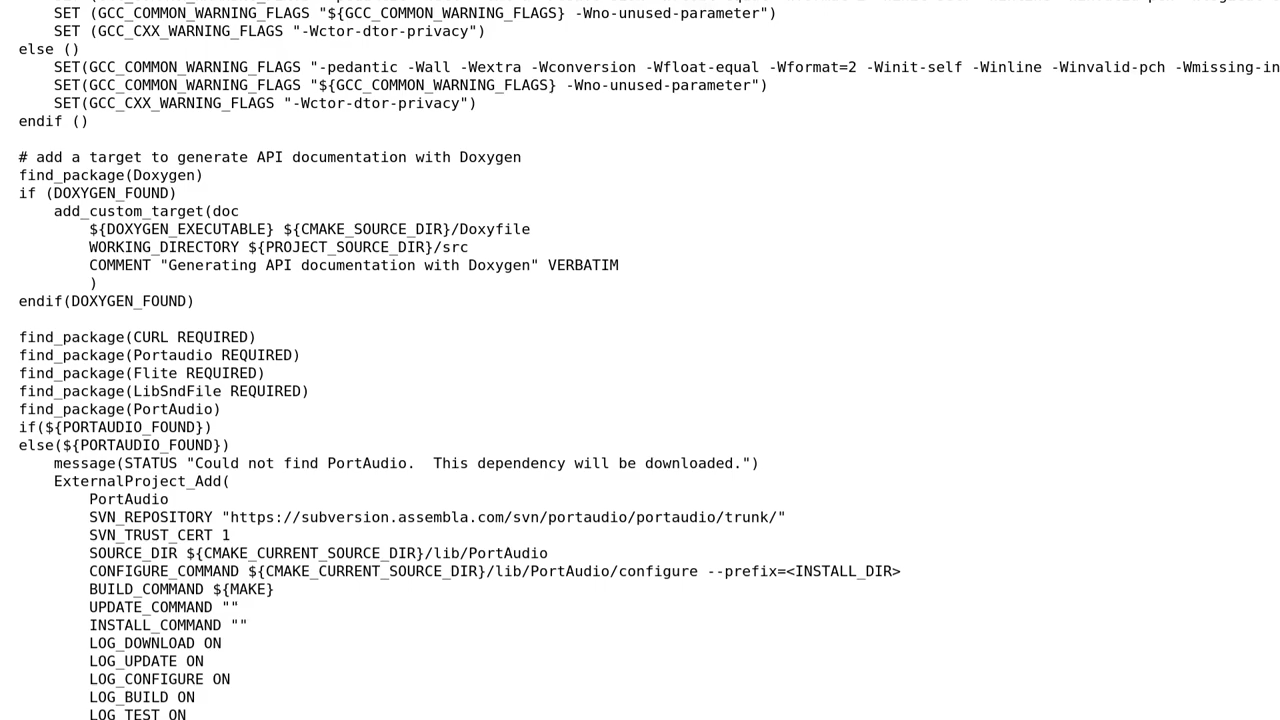 SET (GCC_COMMON_WARNING_FLAGS "${GCC_COMMON_WARNING_FLAGS} -Wno-unused-parameter")
    SET (GCC_CXX_WARNING_FLAGS "-Wctor-dtor-privacy")
else ()
    SET(GCC_COMMON_WARNING_FLAGS "-pedantic -Wall -Wextra -Wconversion -Wfloat-equal -Wformat=2 -Winit-self -Winline -Winvalid-pch -Wmissing-in
    SET(GCC_COMMON_WARNING_FLAGS "${GCC_COMMON_WARNING_FLAGS} -Wno-unused-parameter")
    SET(GCC_CXX_WARNING_FLAGS "-Wctor-dtor-privacy")
endif ()

# add a target to generate API documentation with Doxygen
find_package(Doxygen)
if (DOXYGEN_FOUND)
    add_custom_target(doc
        ${DOXYGEN_EXECUTABLE} ${CMAKE_SOURCE_DIR}/Doxyfile
        WORKING_DIRECTORY ${PROJECT_SOURCE_DIR}/src
        COMMENT "Generating API documentation with Doxygen" VERBATIM
        )
endif(DOXYGEN_FOUND)

find_package(CURL REQUIRED)
find_package(Portaudio REQUIRED)
find_package(Flite REQUIRED)
find_package(LibSndFile REQUIRED)
find_package(PortAudio)
if(${PORTAUDIO_FOUND})
else(${PORTAUDIO_FOUND})
    message(STATUS "Could not find PortAudio.  This dependency will be downloaded.")
    ExternalProject_Add(
        PortAudio
        SVN_REPOSITORY "https://subversion.assembla.com/svn/portaudio/portaudio/trunk/"
        SVN_TRUST_CERT 1
        SOURCE_DIR ${CMAKE_CURRENT_SOURCE_DIR}/lib/PortAudio
        CONFIGURE_COMMAND ${CMAKE_CURRENT_SOURCE_DIR}/lib/PortAudio/configure --prefix=<INSTALL_DIR>
        BUILD_COMMAND ${MAKE}
        UPDATE_COMMAND ""
        INSTALL_COMMAND ""
        LOG_DOWNLOAD ON
        LOG_UPDATE ON
        LOG_CONFIGURE ON
        LOG_BUILD ON
        LOG_TEST ON